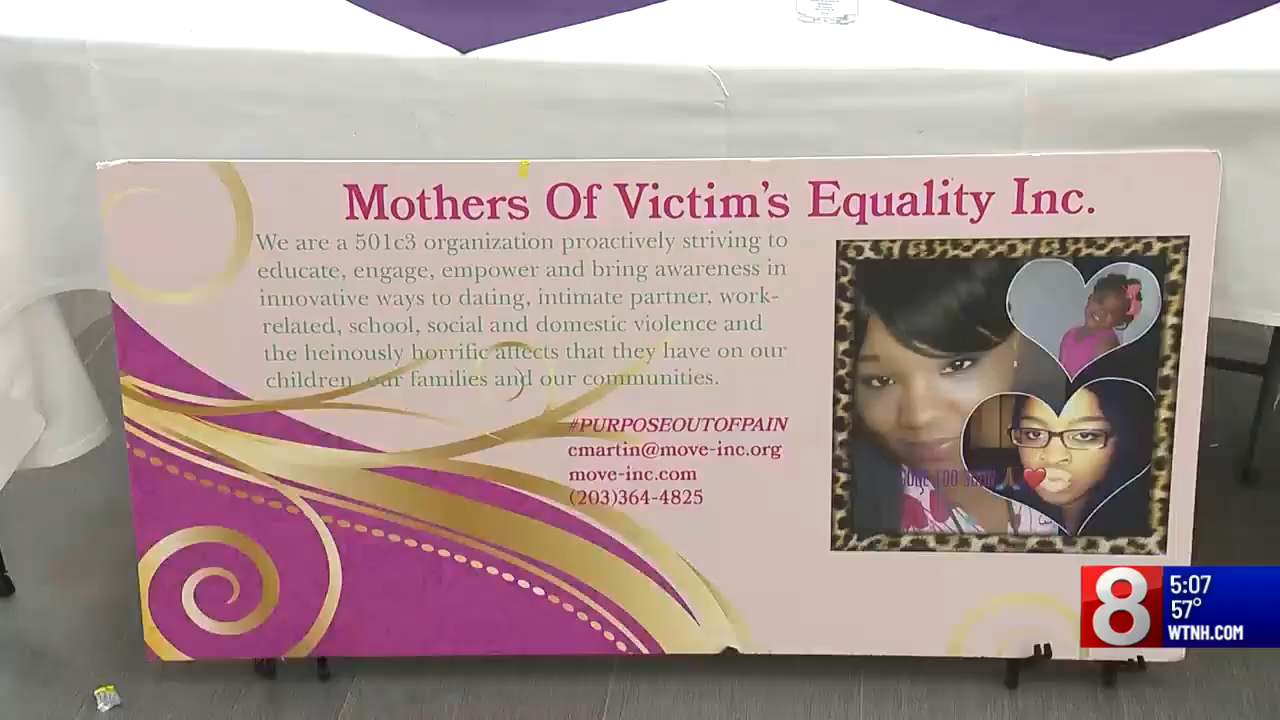 Mothers Of Victim's Equality Inc.
We are a 501c3 organization proactively striving to
educate, engage, empower and bring awareness in
innovative ways to dating, intimate partner, work-
related, school, social and domestic violence and
the heinously horrific affects that they have on our
children, our families and our communities.
#PURPOSEOUTOFPAIN
cmartin@move-inc.org
move-inc.com
(203)364-4825
GONE TOO SOON
8
5:07
57°
WTNH.COM